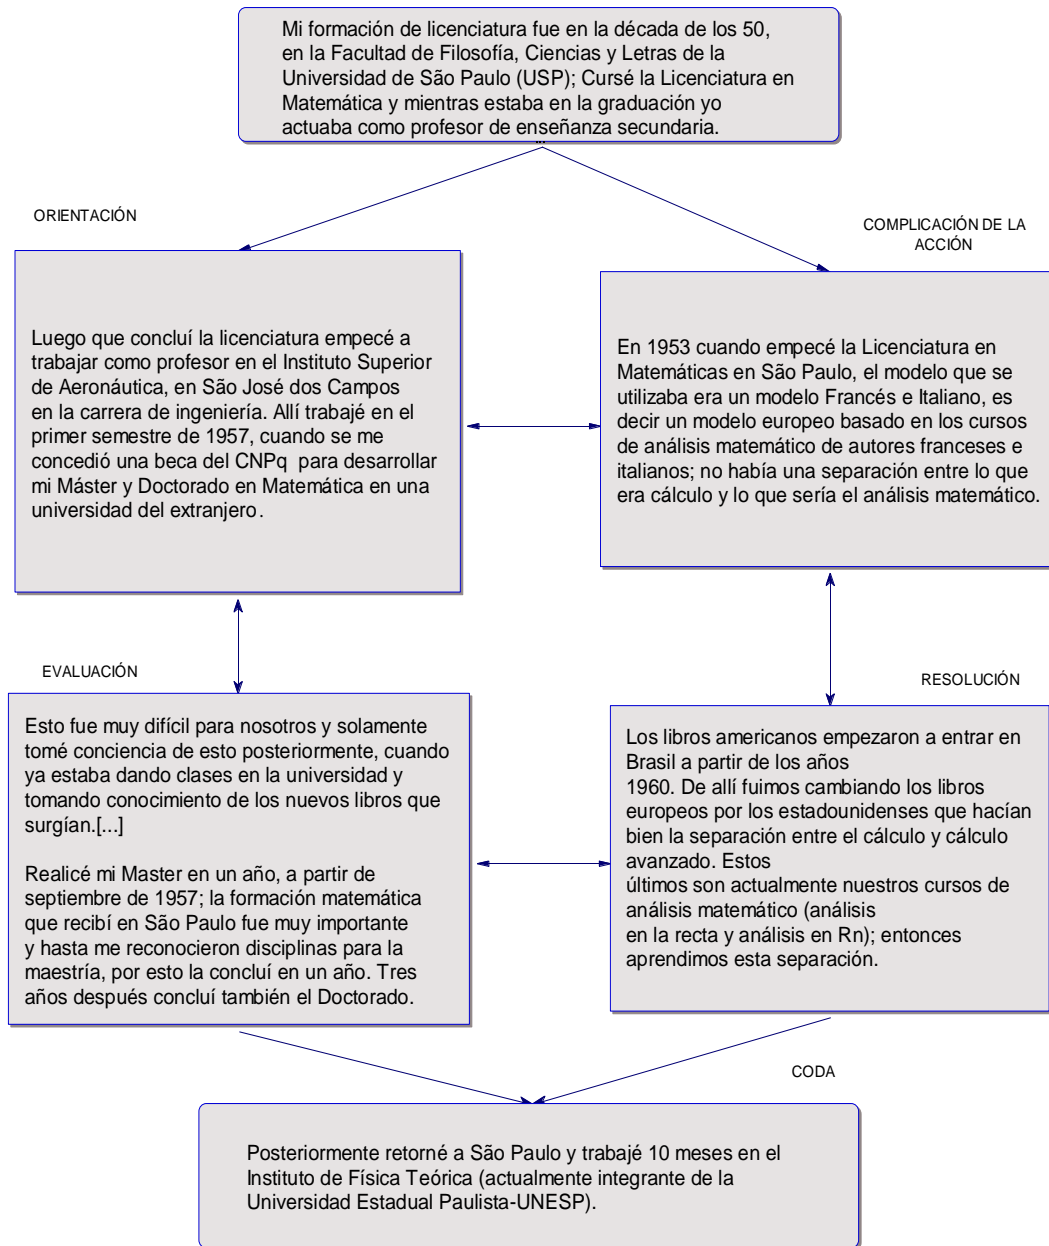 Mi formación de licenciatura fue en la década de los 50,
en la Facultad de Filosofía, Ciencias y Letras de la
Universidad de São Paulo (USP); Cursé la Licenciatura en
Matemática y mientras estaba en la graduación yo
actuaba como profesor de enseñanza secundaria.
ORIENTACIÓN
Luego que concluí la licenciatura empecé a
trabajar como profesor en el Instituto Superior
de Aeronáutica, en São José dos Campos
en la carrera de ingeniería. Allí trabajé en el
primer semestre de 1957, cuando se me
concedió una beca del CNPq para desarrollar
mi Máster y Doctorado en Matemática en una
universidad del extranjero.
COMPLICACIÓN DE LA
ACCIÓN
En 1953 cuando empecé la Licenciatura en
Matemáticas en São Paulo, el modelo que se
utilizaba era un modelo Francés e Italiano, es
decir un modelo europeo basado en los cursos
de análisis matemático de autores franceses e
italianos; no había una separación entre lo que
era cálculo y lo que sería el análisis matemático.
EVALUACIÓN
Esto fue muy difícil para nosotros y solamente
tomé conciencia de esto posteriormente, cuando
ya estaba dando clases en la universidad y
tomando conocimiento de los nuevos libros que
surgían.[...]
Realicé mi Master en un año, a partir de
septiembre de 1957; la formación matemática
que recibí en São Paulo fue muy importante
y hasta me reconocieron disciplinas para la
maestría, por esto la concluí en un año. Tres
años después concluí también el Doctorado.
RESOLUCIÓN
Los libros americanos empezaron a entrar en
Brasil a partir de los años
1960. De allí fuimos cambiando los libros
europeos por los estadounidenses que hacían
bien la separación entre el cálculo y cálculo
avanzado. Estos
últimos son actualmente nuestros cursos de
análisis matemático (análisis
en la recta y análisis en Rn); entonces
aprendimos esta separación.
CODA
Posteriormente retorné a São Paulo y trabajé 10 meses en el
Instituto de Física Teórica (actualmente integrante de la
Universidad Estadual Paulista-UNESP).